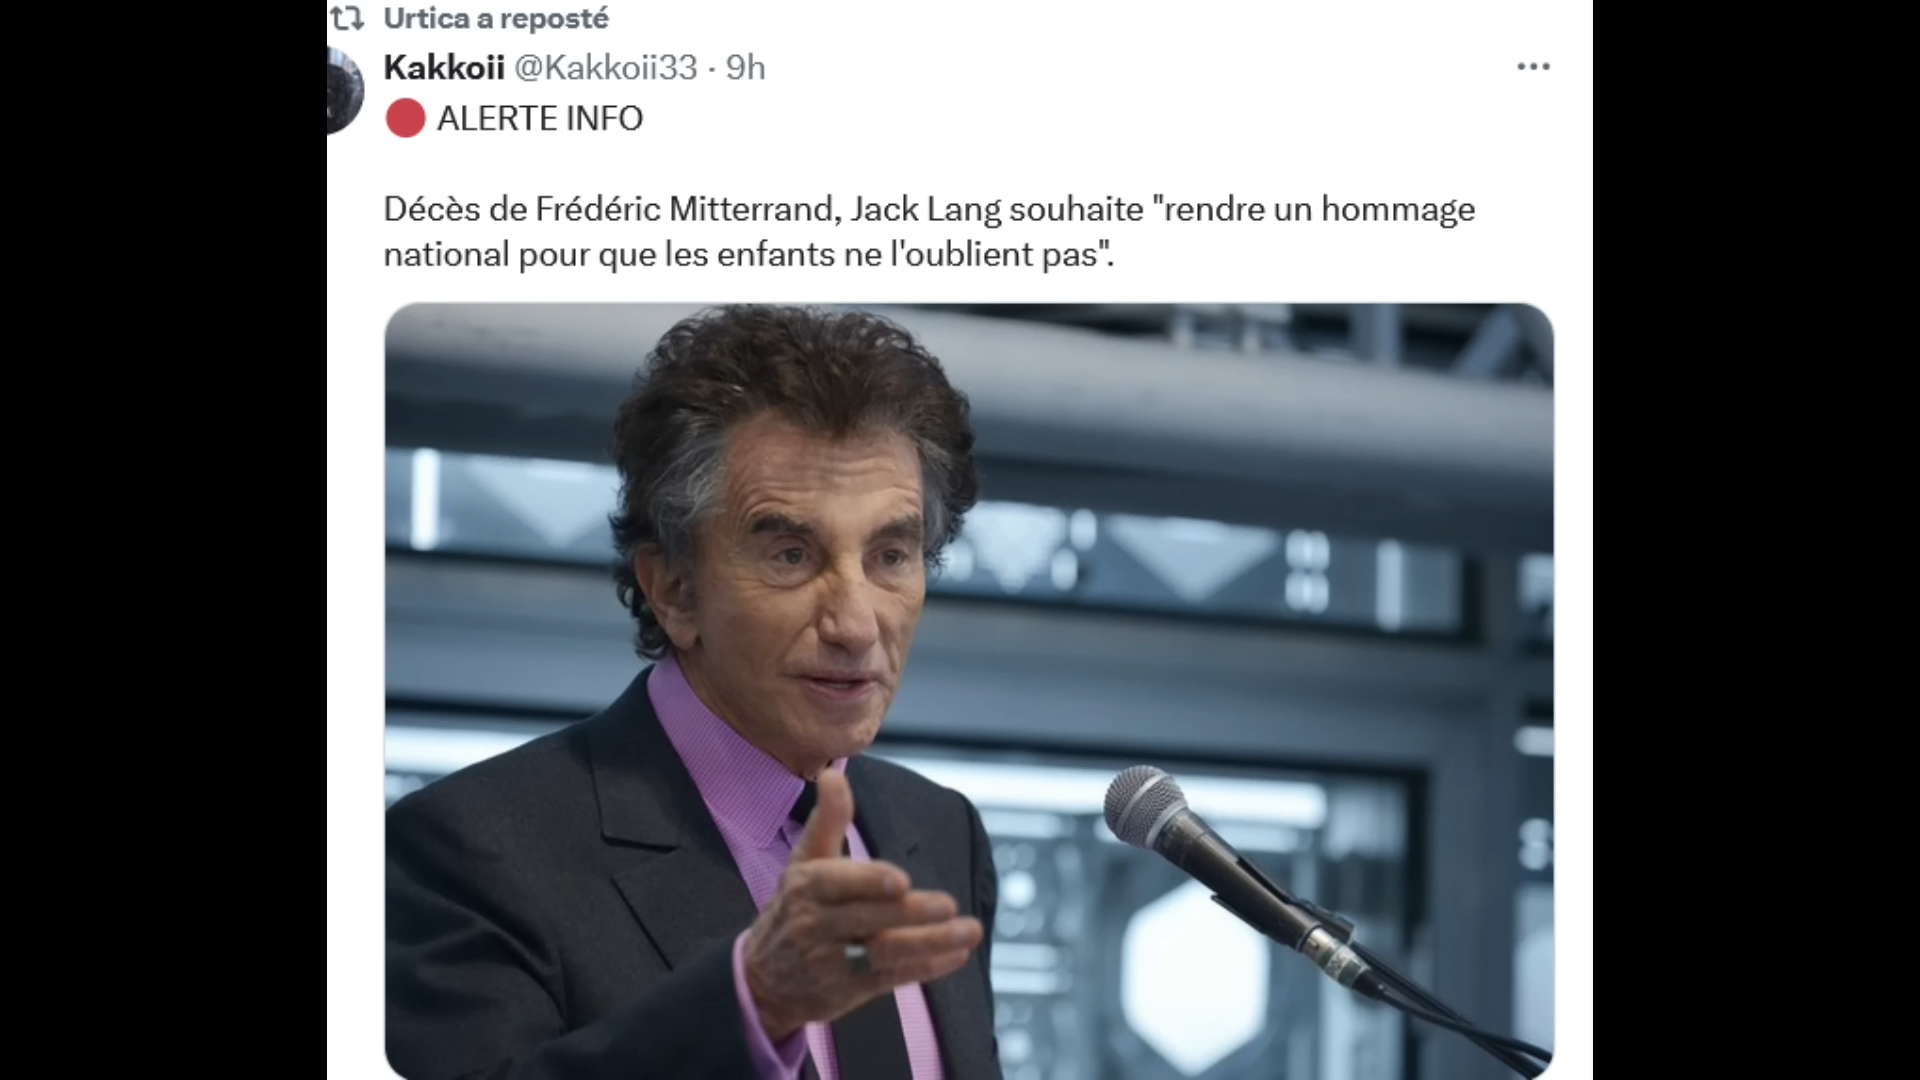 Urtica a reposté
Kakkoii @Kakkoii33 · 9h
🔴 ALERTE INFO
Décès de Frédéric Mitterrand, Jack Lang souhaite "rendre un hommage
national pour que les enfants ne l'oublient pas".